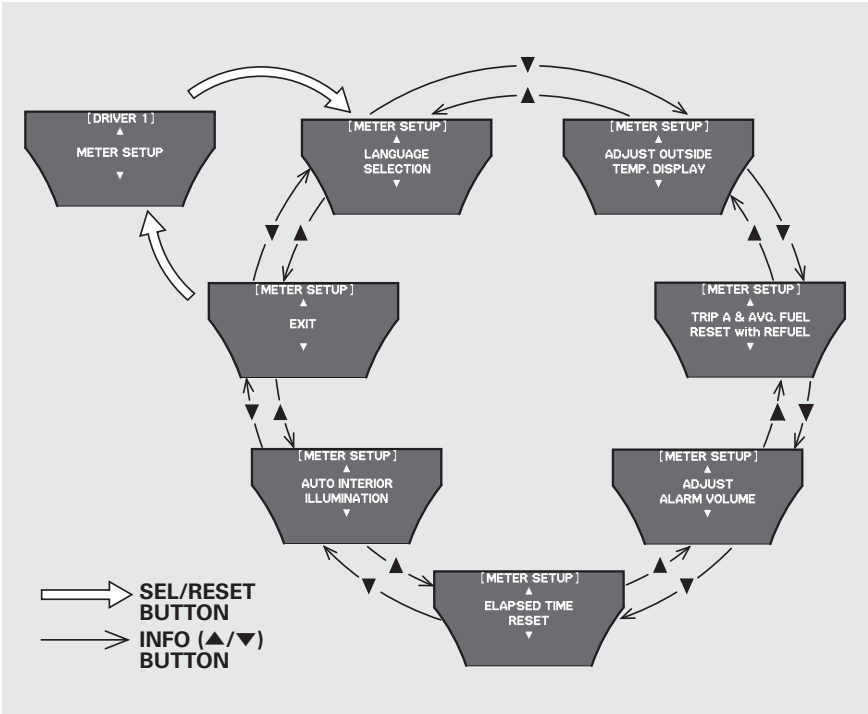 [DRIVER 1]
▲
METER SETUP
▼
[METER SETUP]
▲
LANGUAGE
SELECTION
▼
[METER SETUP]
▲
ADJUST OUTSIDE
TEMP. DISPLAY
▼
[METER SETUP]
▲
TRIP A & AVG. FUEL
RESET with REFUEL
▼
[METER SETUP]
▲
ADJUST
ALARM VOLUME
▼
[METER SETUP]
▲
ELAPSED TIME
RESET
▼
[METER SETUP]
▲
AUTO INTERIOR
ILLUMINATION
▼
[METER SETUP]
▲
EXIT
▼
SEL/RESET
BUTTON
INFO (▲/▼)
BUTTON